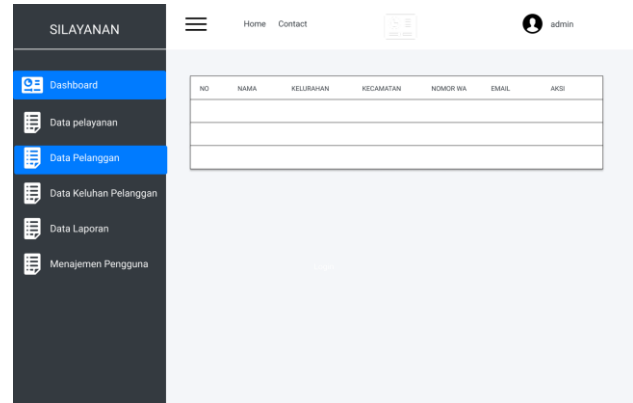 SILAYANAN
Home Contact
admin
Dashboard
Data pelayanan
Data Pelanggan
Data Keluhan Pelanggan
Data Laporan
Menajemen Pengguna
NO NAMA KELURAHAN KECAMATAN NOMOR WA EMAIL AKSI